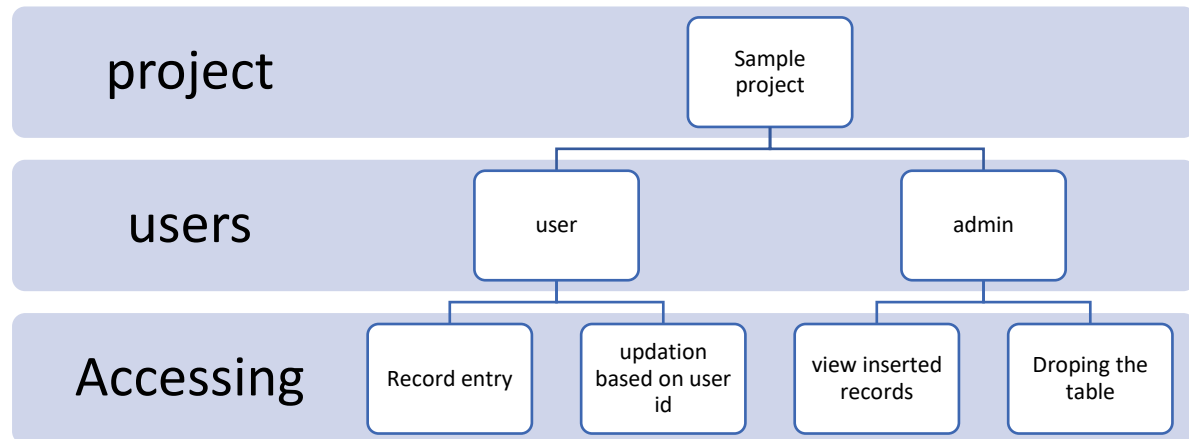 project
Sample
project
users
user
admin
Accessing
Record entry
updation
based on user
id
view inserted
records
Droping the
table